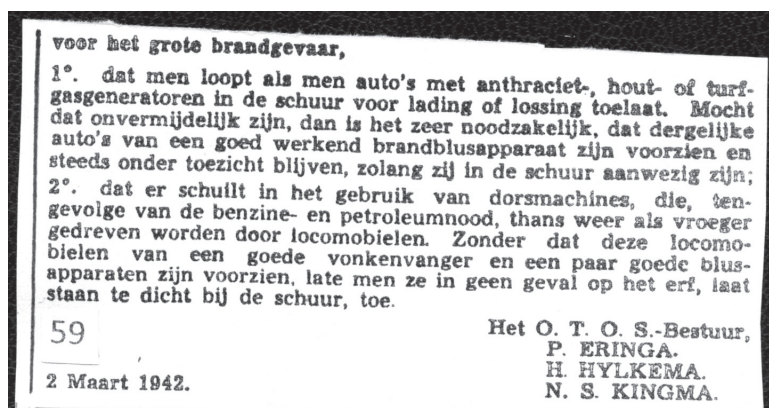 voor het grote brandgevaar,
1°. dat men loopt als men auto's met anthraciet-, hout- of turf-
gasgeneratoren in de schuur voor lading of lossing toelaat. Mocht
dat onvermijdelijk zijn, dan is het zeer noodzakelijk, dat dergelijke
auto's van een goed werkend brandblusapparaat zijn voorzien en
steeds onder toezicht blijven, zolang zij in de schuur aanwezig zijn;
2°. dat er schuilt in het gebruik van dorsmachines, die, ten-
gevolge van de benzine- en petroleumnood, thans weer als vroeger
gedreven worden door locomobielen. Zonder dat deze locomo-
bielen van een goede vonkenvanger en een paar goede blus-
apparaten zijn voorzien, late men ze in geen geval op het erf, laat
staan te dicht bij de schuur, toe.
59
Het O. T. O. S.-Bestuur,
P. ERINGA.
H. HYLKEMA.
N. S. KINGMA.
2 Maart 1942.